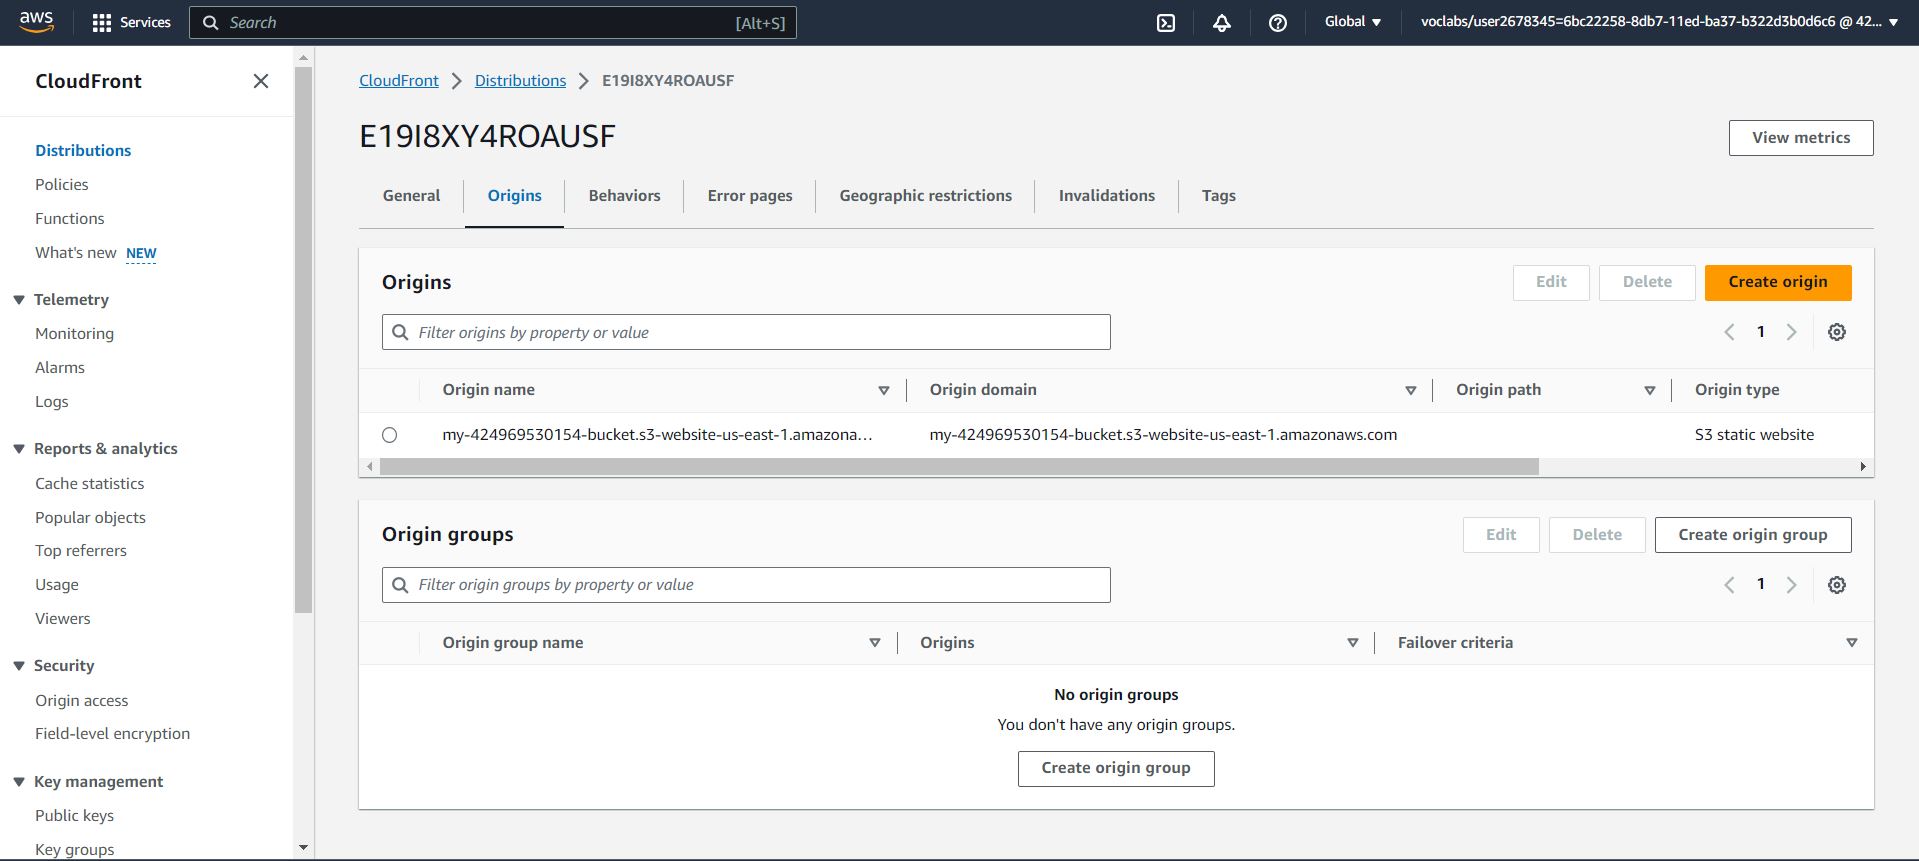 aws
Services
Search
[Alt+S]
Global
voclabs/user2678345=6bc22258-8db7-11ed-ba37-b322d3b0d6c6 @ 42...
CloudFront
Distributions
Policies
Functions
What's new NEW
Telemetry
Monitoring
Alarms
Logs
Reports & analytics
Cache statistics
Popular objects
Top referrers
Usage
Viewers
Security
Origin access
Field-level encryption
Key management
Public keys
Key groups
CloudFront Distributions E19I8XY4ROAUSF
E19I8XY4ROAUSF
View metrics
General Origins Behaviors Error pages Geographic restrictions Invalidations Tags
Origins
Edit Delete Create origin
Filter origins by property or value
1
Origin name Origin domain Origin path Origin type
my-424969530154-bucket.s3-website-us-east-1.amazona... my-424969530154-bucket.s3-website-us-east-1.amazonaws.com S3 static website
Origin groups
Edit Delete Create origin group
Filter origin groups by property or value
1
Origin group name Origins Failover criteria
No origin groups
You don't have any origin groups.
Create origin group